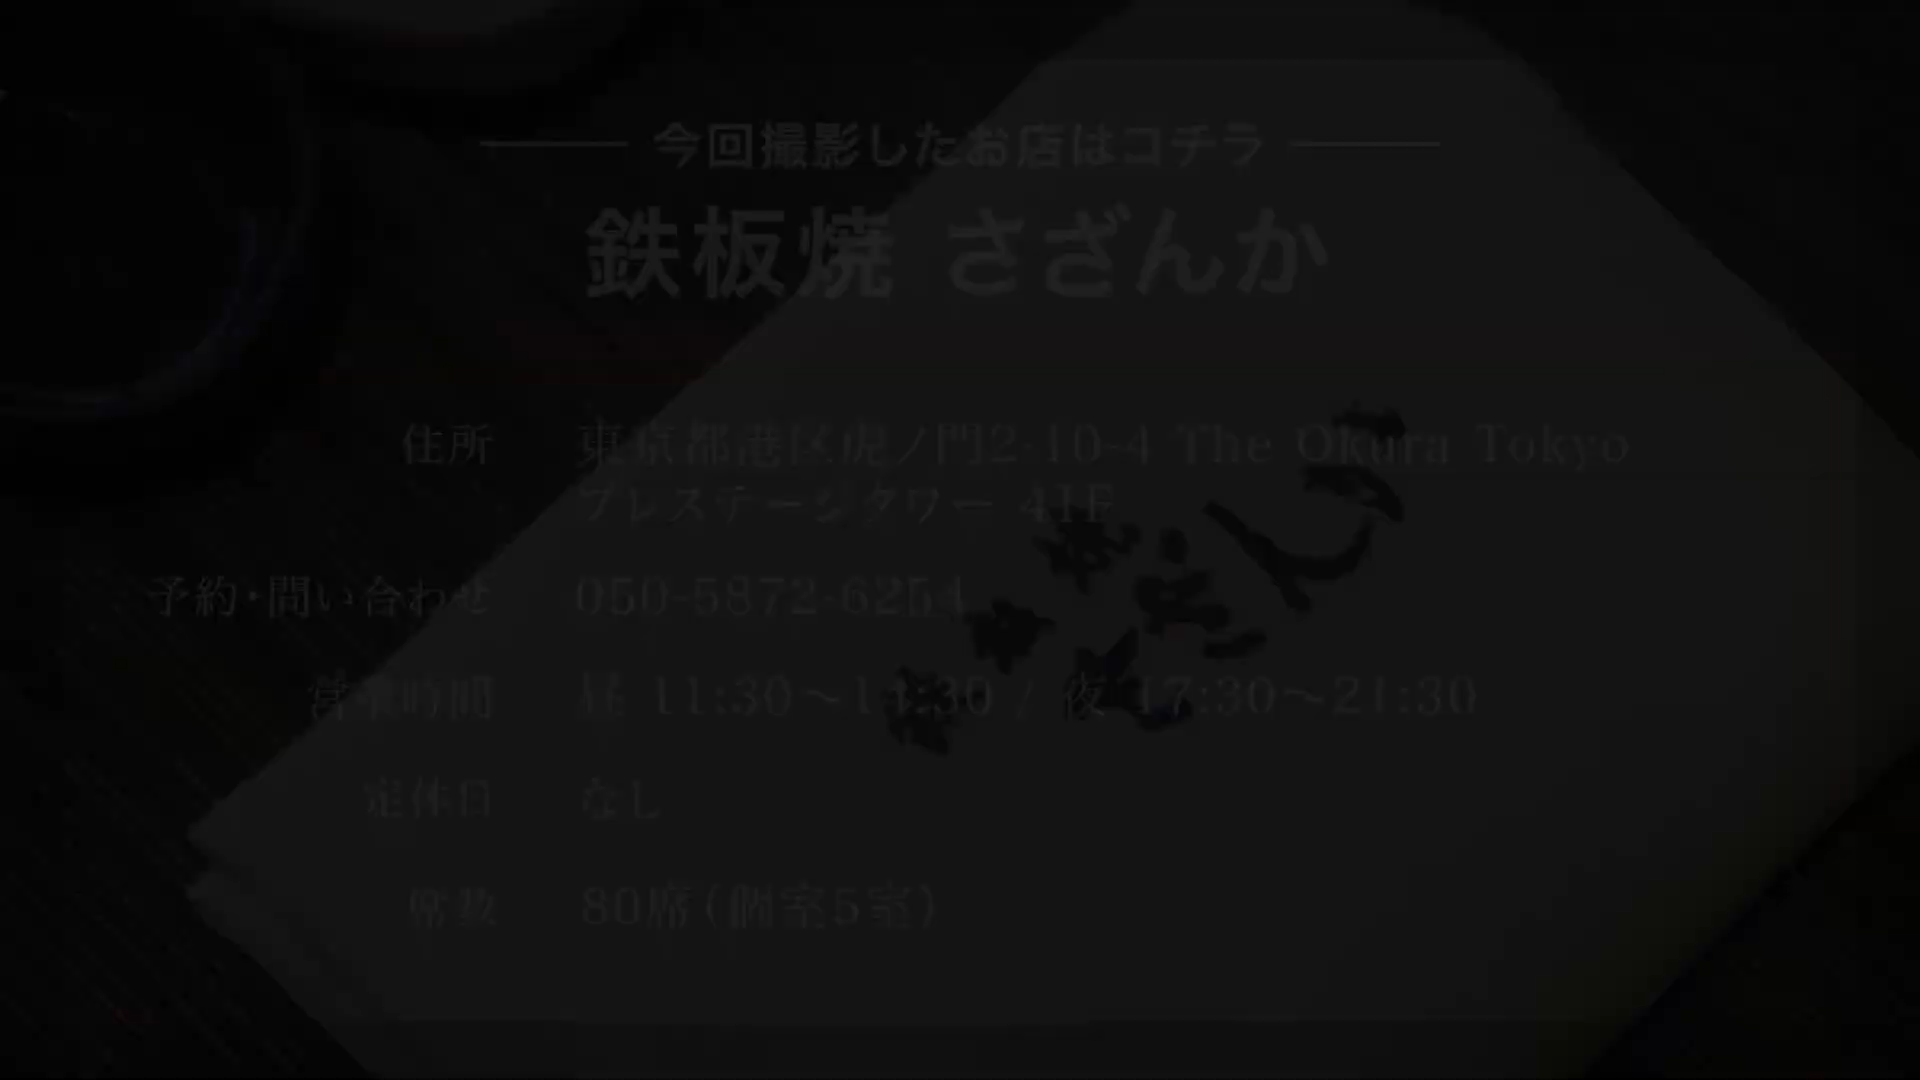 今回撮影したお店はコチラ
鉄板焼 さざんか
住所 東京都港区虎ノ門2-10-4 The Okura Tokyo
プレステージタワー 41F
予約・問い合わせ 050-5872-6254
営業時間 昼 11:30～14:30 / 夜 17:30～21:30
定休日 なし
席数 80席（個室5室）